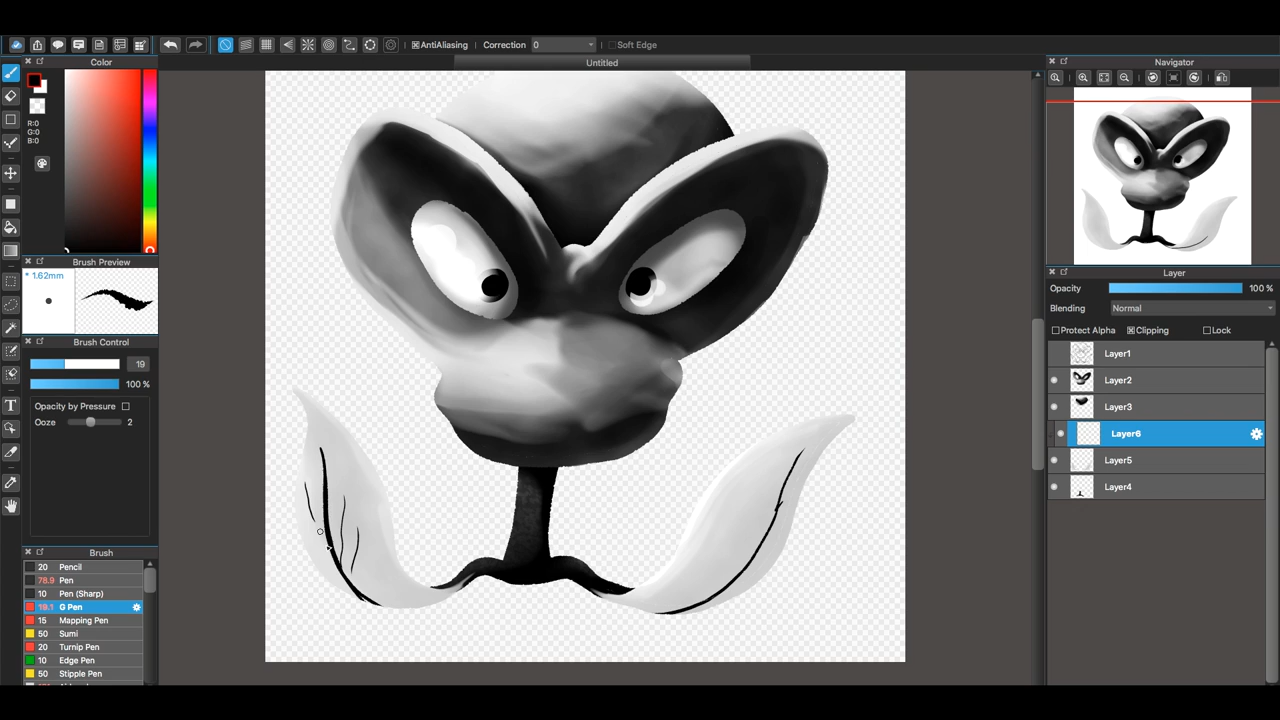 AntiAliasing Correction 0 Soft Edge
Color
Untitled
Navigator
R:0
G:0
B:0
Brush Preview
* 1.62mm
Brush Control
19
100 %
Opacity by Pressure
Ooze 2
Brush
20 Pencil
78.9 Pen
10 Pen (Sharp)
19.1 G Pen
15 Mapping Pen
50 Sumi
20 Turnip Pen
10 Edge Pen
50 Stipple Pen
Layer
Opacity 100 %
Blending Normal
Protect Alpha Clipping Lock
Layer1
Layer2
Layer3
Layer6
Layer5
Layer4